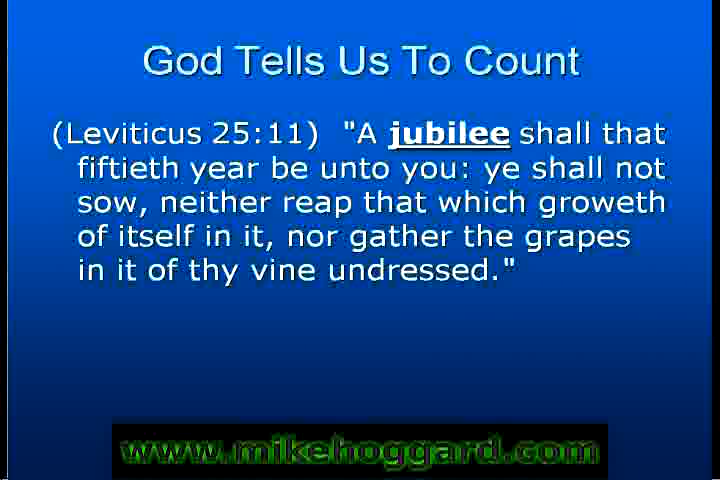 God Tells Us To Count
(Leviticus 25:11) "A jubilee shall that
fiftieth year be unto you: ye shall not
sow, neither reap that which groweth
of itself in it, nor gather the grapes
in it of thy vine undressed."
www.mikehoggard.com